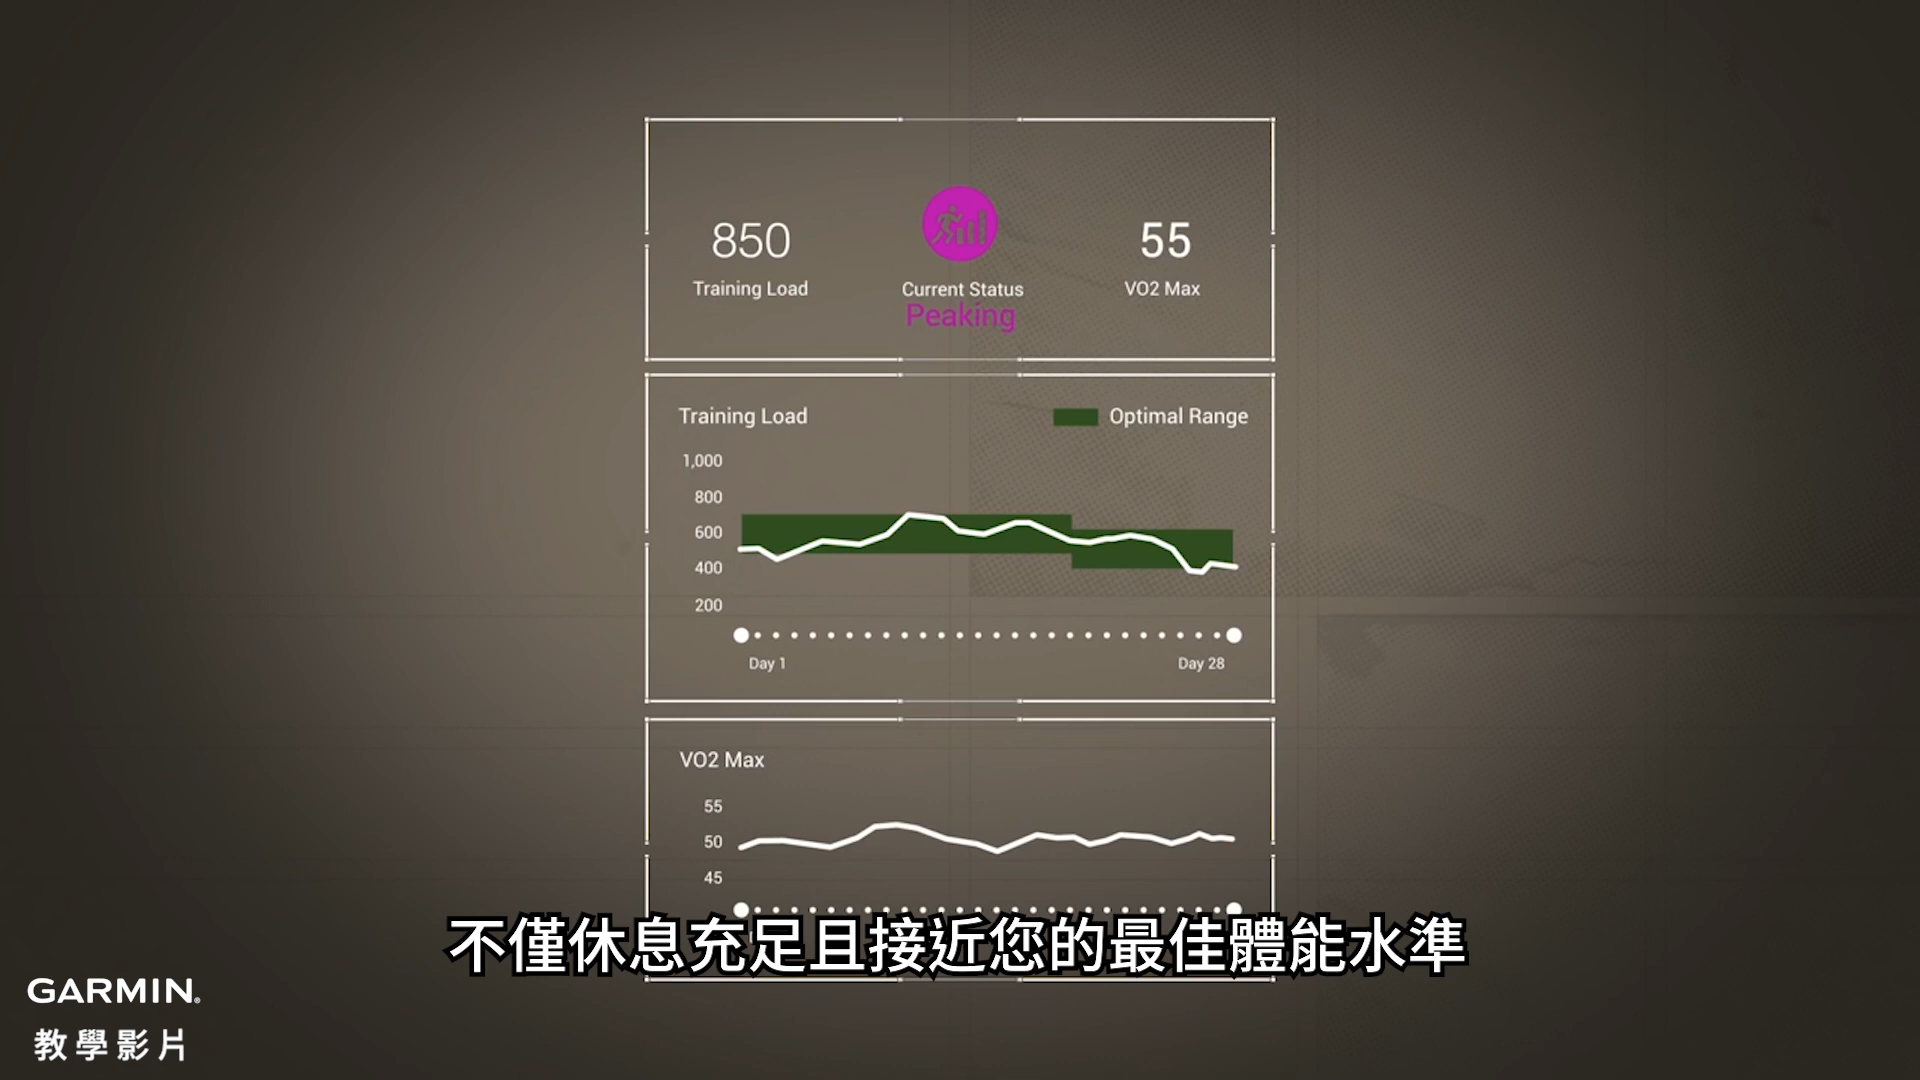 850
Training Load
Current Status
Peaking
55
VO2 Max
Training Load
Optimal Range
1,000
800
600
400
200
Day 1
Day 28
VO2 Max
55
50
45
不僅休息充足且接近您的最佳體能水準
GARMIN®
教學影片